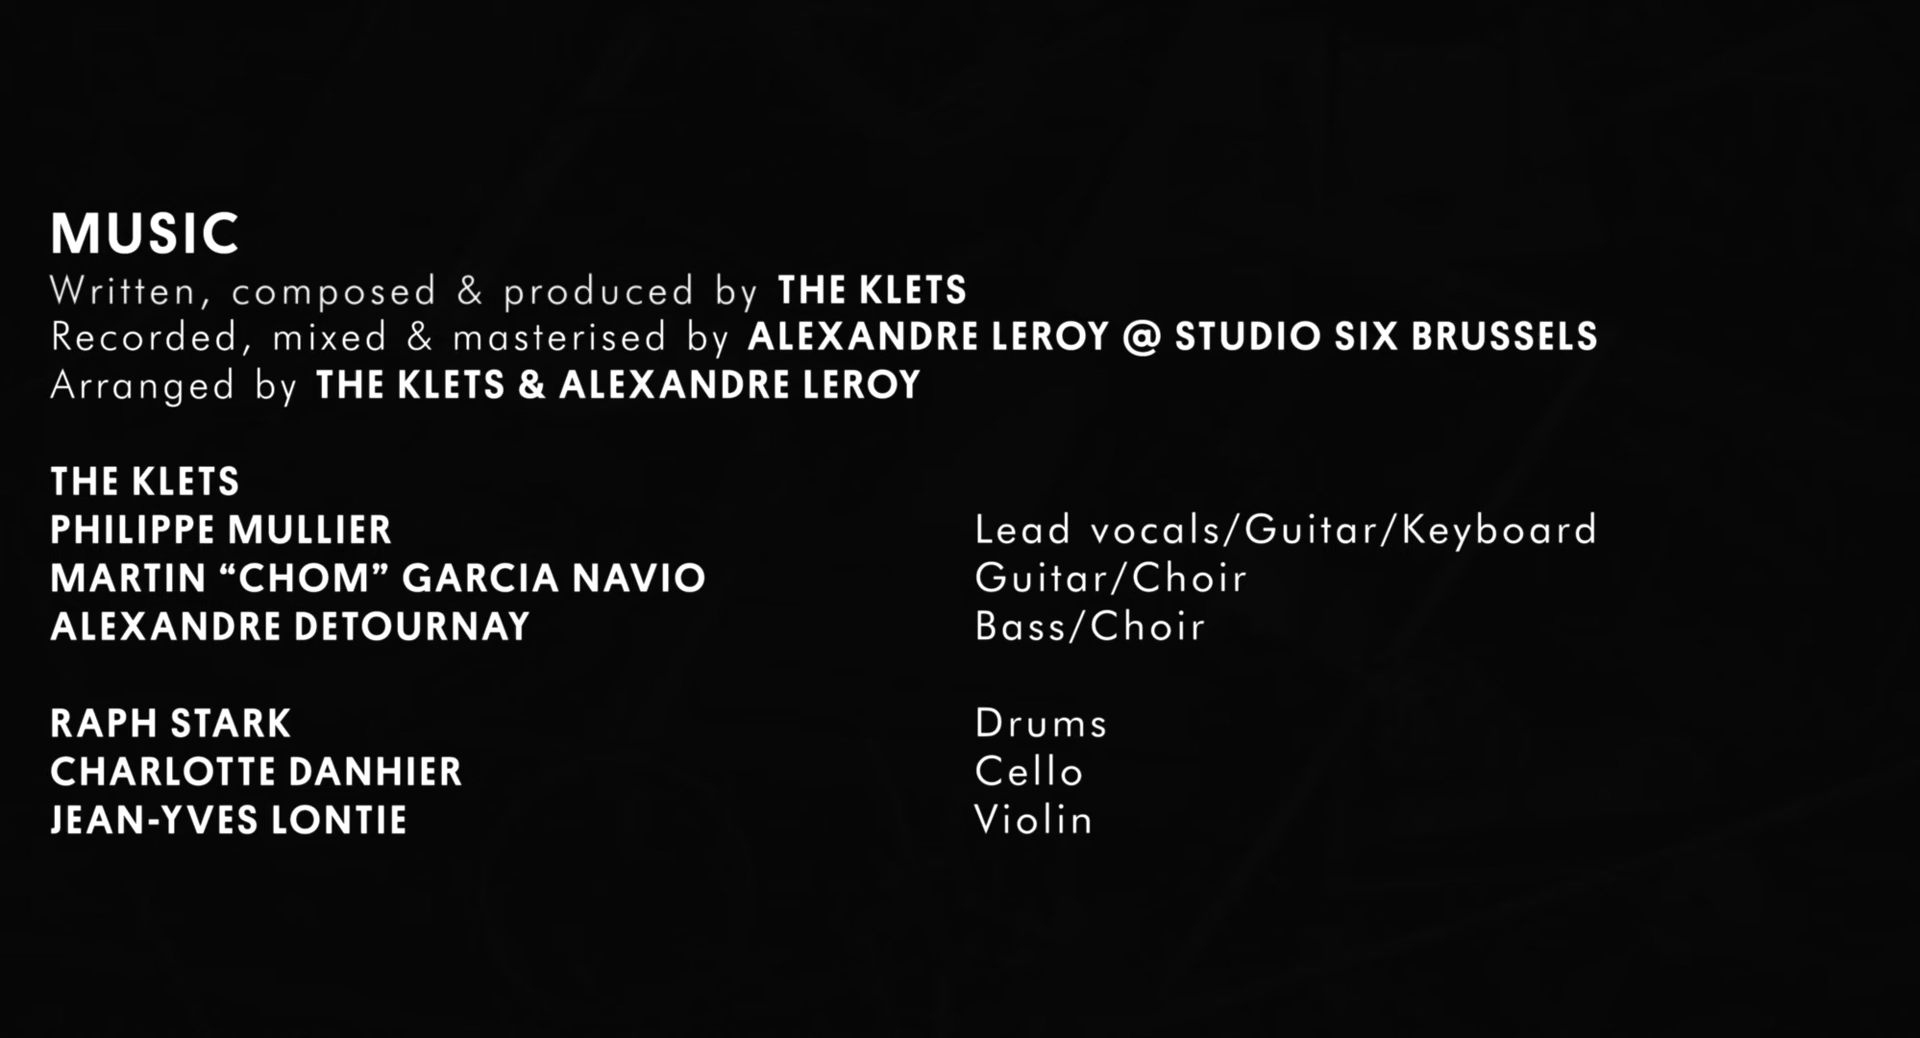 MUSIC
Written, composed & produced by THE KLETS
Recorded, mixed & masterised by ALEXANDRE LEROY @ STUDIO SIX BRUSSELS
Arranged by THE KLETS & ALEXANDRE LEROY
THE KLETS
PHILIPPE MULLIER Lead vocals/Guitar/Keyboard
MARTIN “CHOM” GARCIA NAVIO Guitar/Choir
ALEXANDRE DETOURNAY Bass/Choir
RAPH STARK Drums
CHARLOTTE DANHIER Cello
JEAN-YVES LONTIE Violin